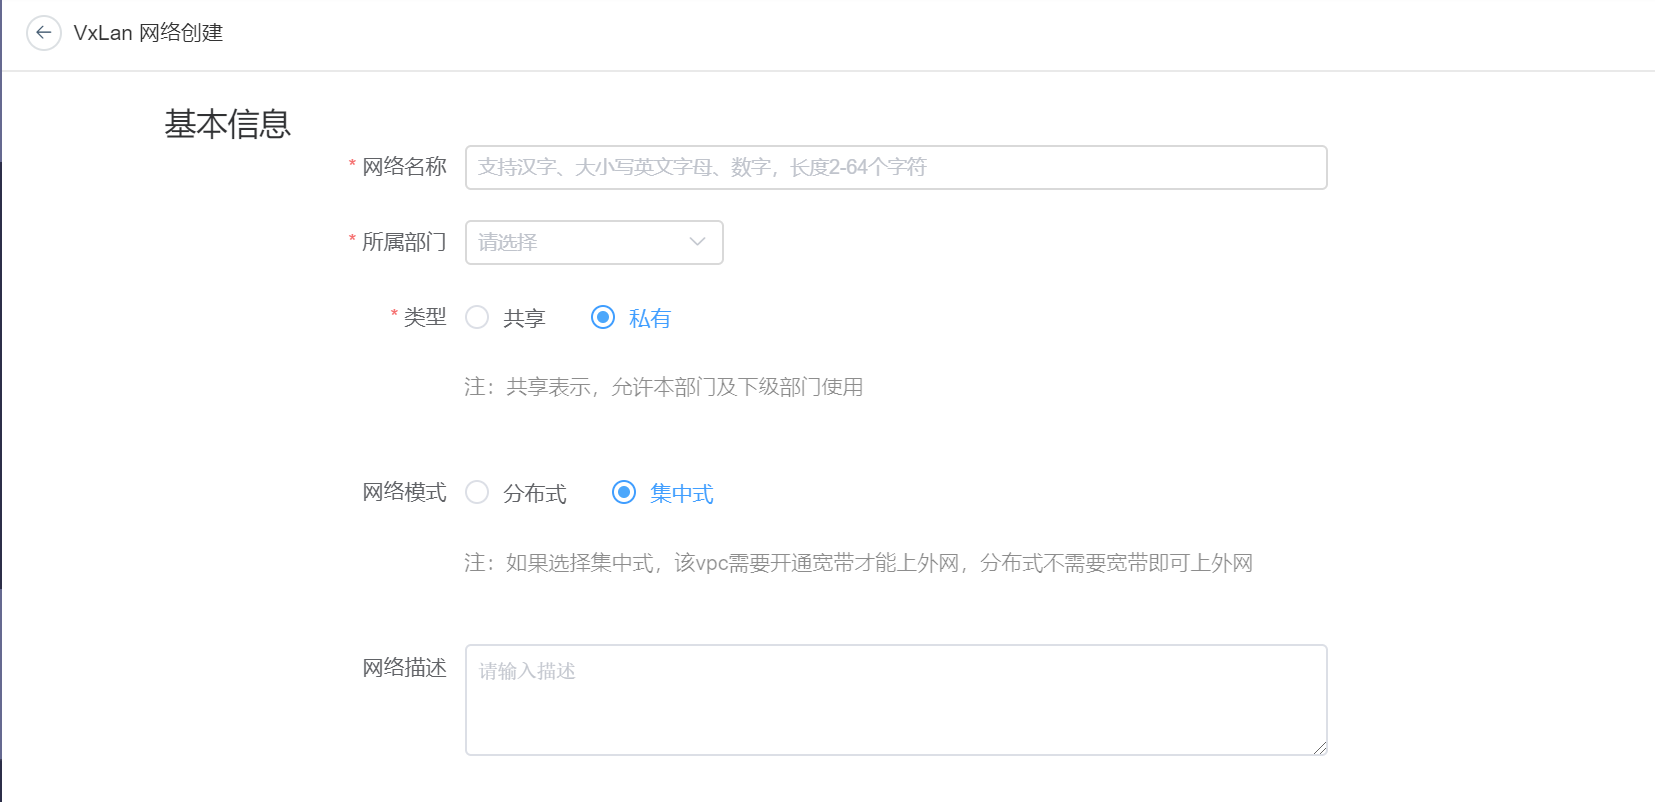 VxLan 网络创建
基本信息
* 网络名称 支持汉字、大小写英文字母、数字，长度2-64个字符
* 所属部门 请选择
* 类型 共享 私有
注：共享表示，允许本部门及下级部门使用
网络模式 分布式 集中式
注：如果选择集中式，该vpc需要开通宽带才能上外网，分布式不需要宽带即可上外网
网络描述 请输入描述